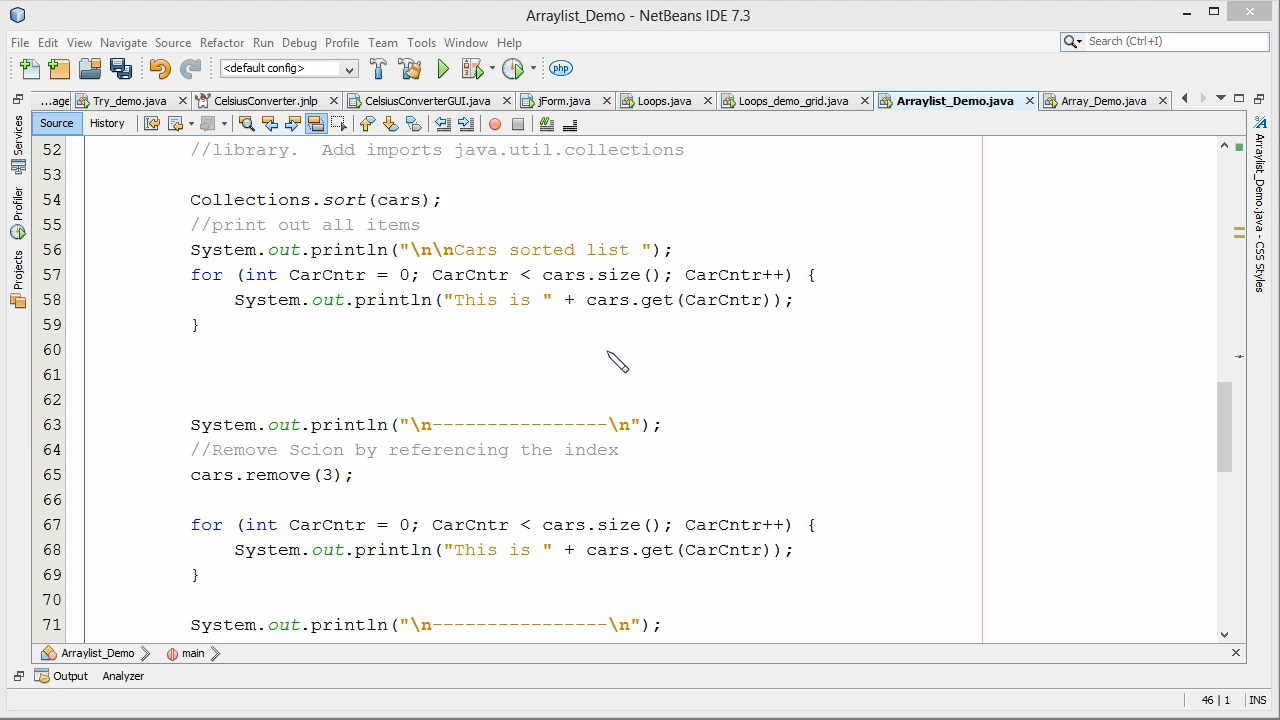 Arraylist_Demo - NetBeans IDE 7.3
File Edit View Navigate Source Refactor Run Debug Profile Team Tools Window Help
Search (Ctrl+I)
<default config>
php
...age Try_demo.java CelsiusConverter.jnlp CelsiusConverterGUI.java jForm.java Loops.java Loops_demo_grid.java Arraylist_Demo.java Array_Demo.java
Source History
Services
Profiler
Projects
52 //library.  Add imports java.util.collections
53
54 Collections.sort(cars);
55 //print out all items
56 System.out.println("\n\nCars sorted list ");
57 for (int CarCntr = 0; CarCntr < cars.size(); CarCntr++) {
58 System.out.println("This is " + cars.get(CarCntr));
59 }
60
61
62
63 System.out.println("\n----------------\n");
64 //Remove Scion by referencing the index
65 cars.remove(3);
66
67 for (int CarCntr = 0; CarCntr < cars.size(); CarCntr++) {
68 System.out.println("This is " + cars.get(CarCntr));
69 }
70
71 System.out.println("\n----------------\n");
Arraylist_Demo.java - CSS Styles
Arraylist_Demo main
Output Analyzer
46 | 1 INS